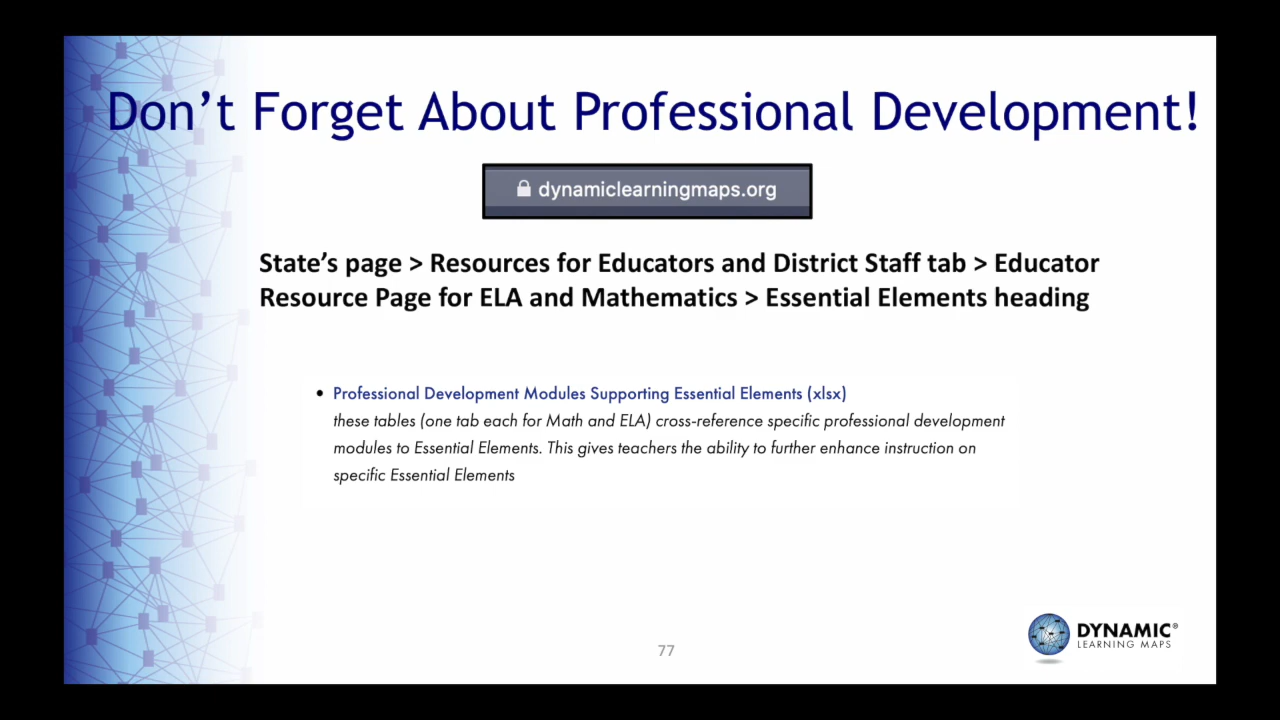 Don't Forget About Professional Development!
dynamiclearningmaps.org
State's page > Resources for Educators and District Staff tab > Educator
Resource Page for ELA and Mathematics > Essential Elements heading
• Professional Development Modules Supporting Essential Elements (xlsx)
these tables (one tab each for Math and ELA) cross-reference specific professional development
modules to Essential Elements. This gives teachers the ability to further enhance instruction on
specific Essential Elements
77
DYNAMIC®
LEARNING MAPS